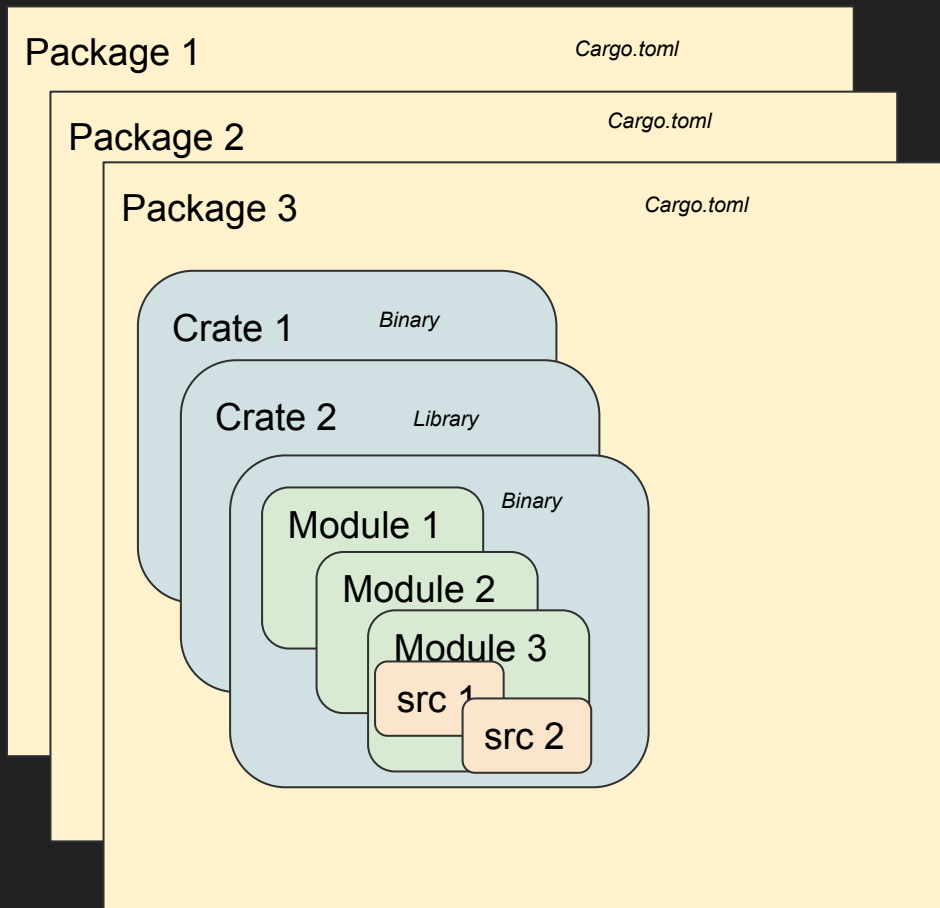 Package 1
Cargo.toml
Package 2
Cargo.toml
Package 3
Cargo.toml
Crate 1
Binary
Crate 2
Library
Binary
Module 1
Module 2
Module 3
src 1
src 2